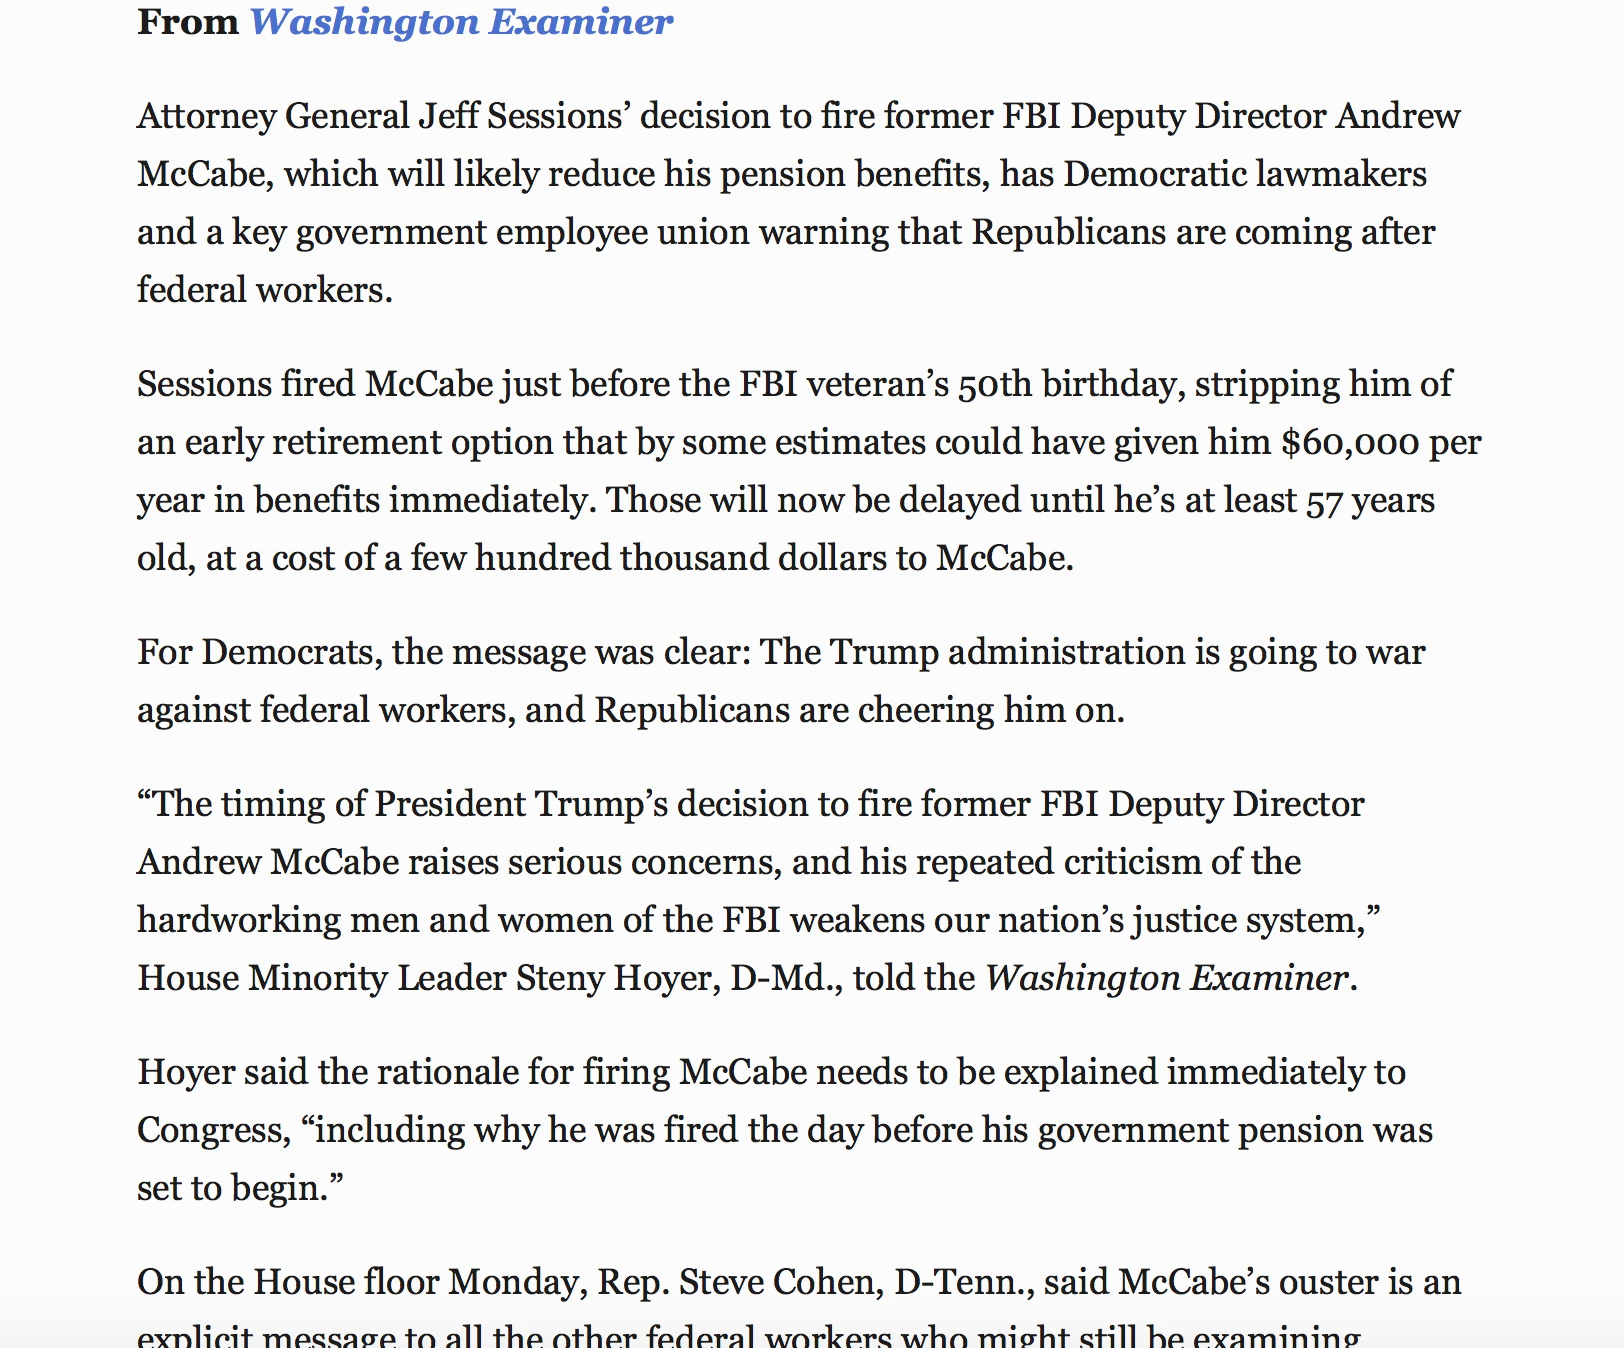 From Washington Examiner
Attorney General Jeff Sessions’ decision to fire former FBI Deputy Director Andrew
McCabe, which will likely reduce his pension benefits, has Democratic lawmakers
and a key government employee union warning that Republicans are coming after
federal workers.
Sessions fired McCabe just before the FBI veteran’s 50th birthday, stripping him of
an early retirement option that by some estimates could have given him $60,000 per
year in benefits immediately. Those will now be delayed until he’s at least 57 years
old, at a cost of a few hundred thousand dollars to McCabe.
For Democrats, the message was clear: The Trump administration is going to war
against federal workers, and Republicans are cheering him on.
“The timing of President Trump’s decision to fire former FBI Deputy Director
Andrew McCabe raises serious concerns, and his repeated criticism of the
hardworking men and women of the FBI weakens our nation’s justice system,”
House Minority Leader Steny Hoyer, D-Md., told the Washington Examiner.
Hoyer said the rationale for firing McCabe needs to be explained immediately to
Congress, “including why he was fired the day before his government pension was
set to begin.”
On the House floor Monday, Rep. Steve Cohen, D-Tenn., said McCabe’s ouster is an
explicit message to all the other federal workers who might still be examining